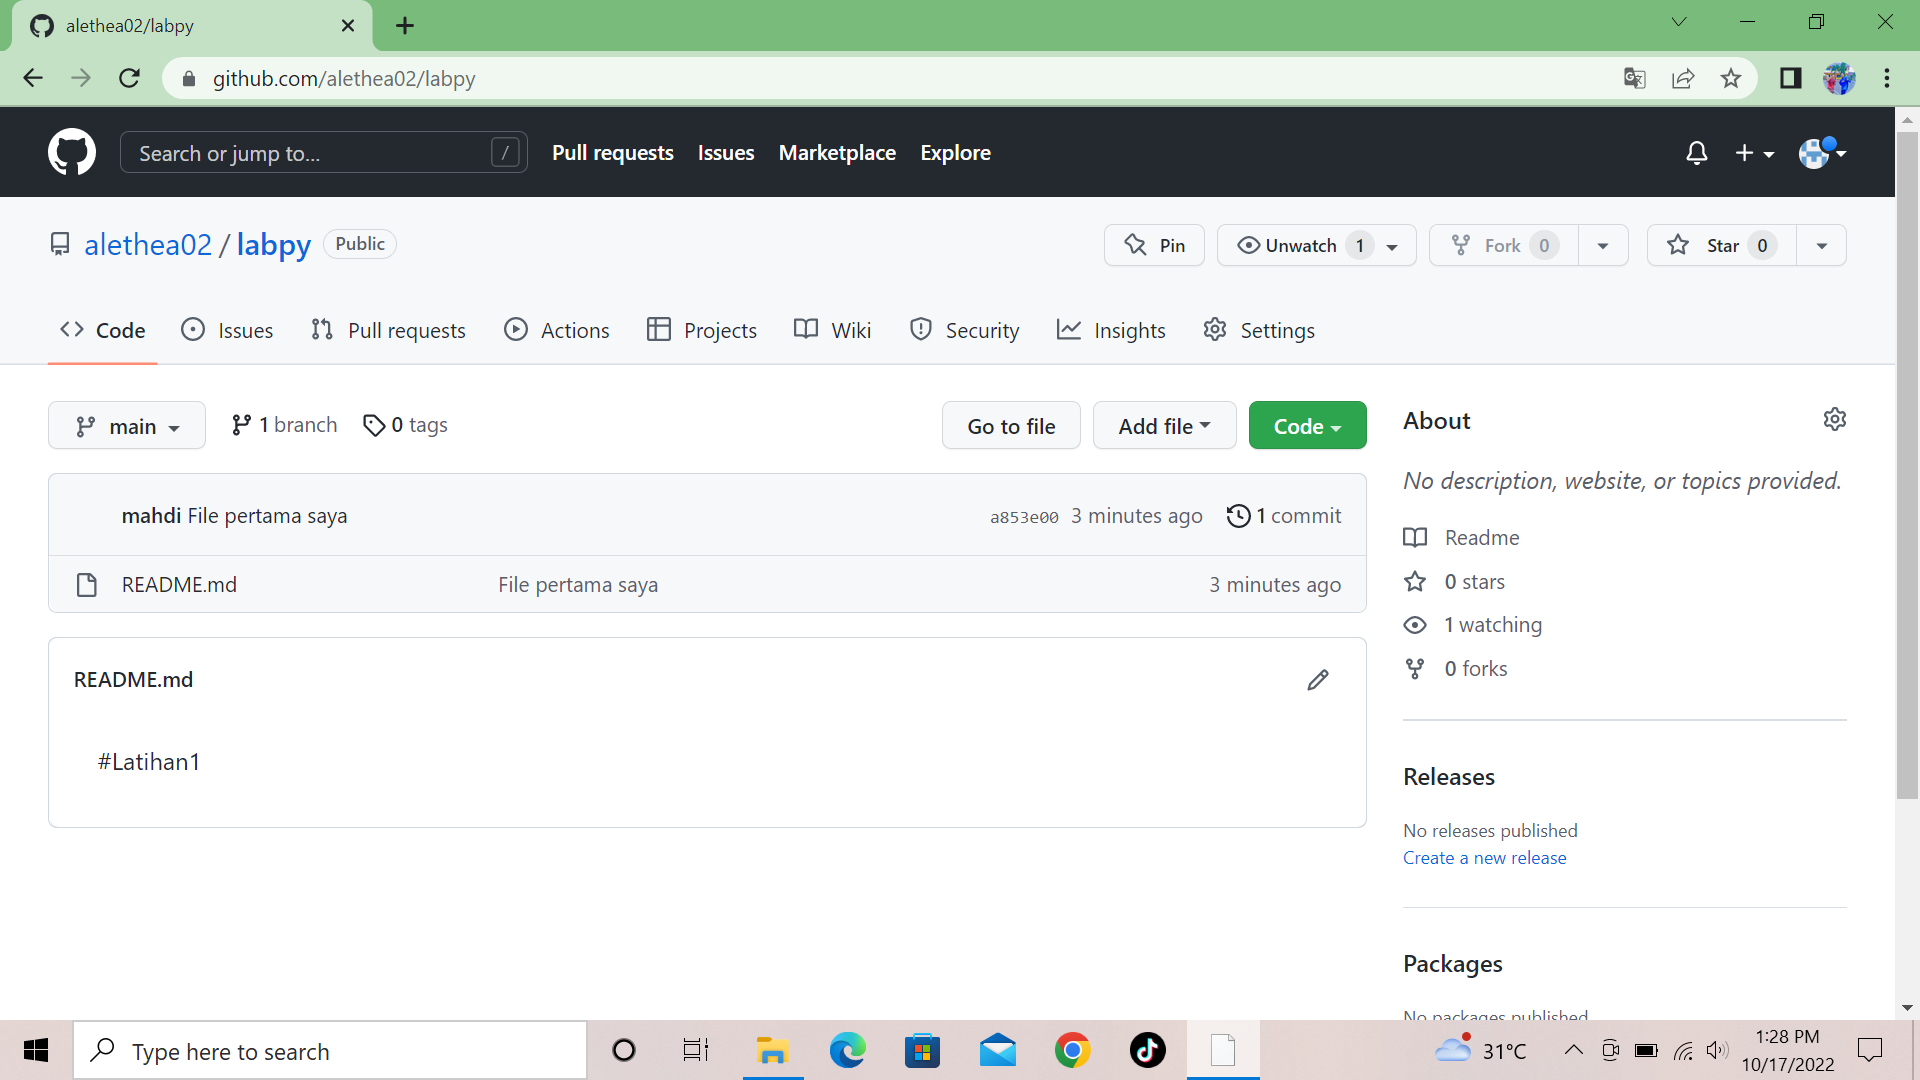 alethea02/labpy
github.com/alethea02/labpy
Search or jump to... /
Pull requests Issues Marketplace Explore
alethea02 / labpy Public
Pin Unwatch 1 Fork 0 Star 0
Code Issues Pull requests Actions Projects Wiki Security Insights Settings
main 1 branch 0 tags Go to file Add file Code
mahdi File pertama saya a853e00 3 minutes ago 1 commit
README.md File pertama saya 3 minutes ago
README.md
#Latihan1
About
No description, website, or topics provided.
Readme
0 stars
1 watching
0 forks
Releases
No releases published
Create a new release
Packages
No packages published
Type here to search
31°C
1:28 PM
10/17/2022